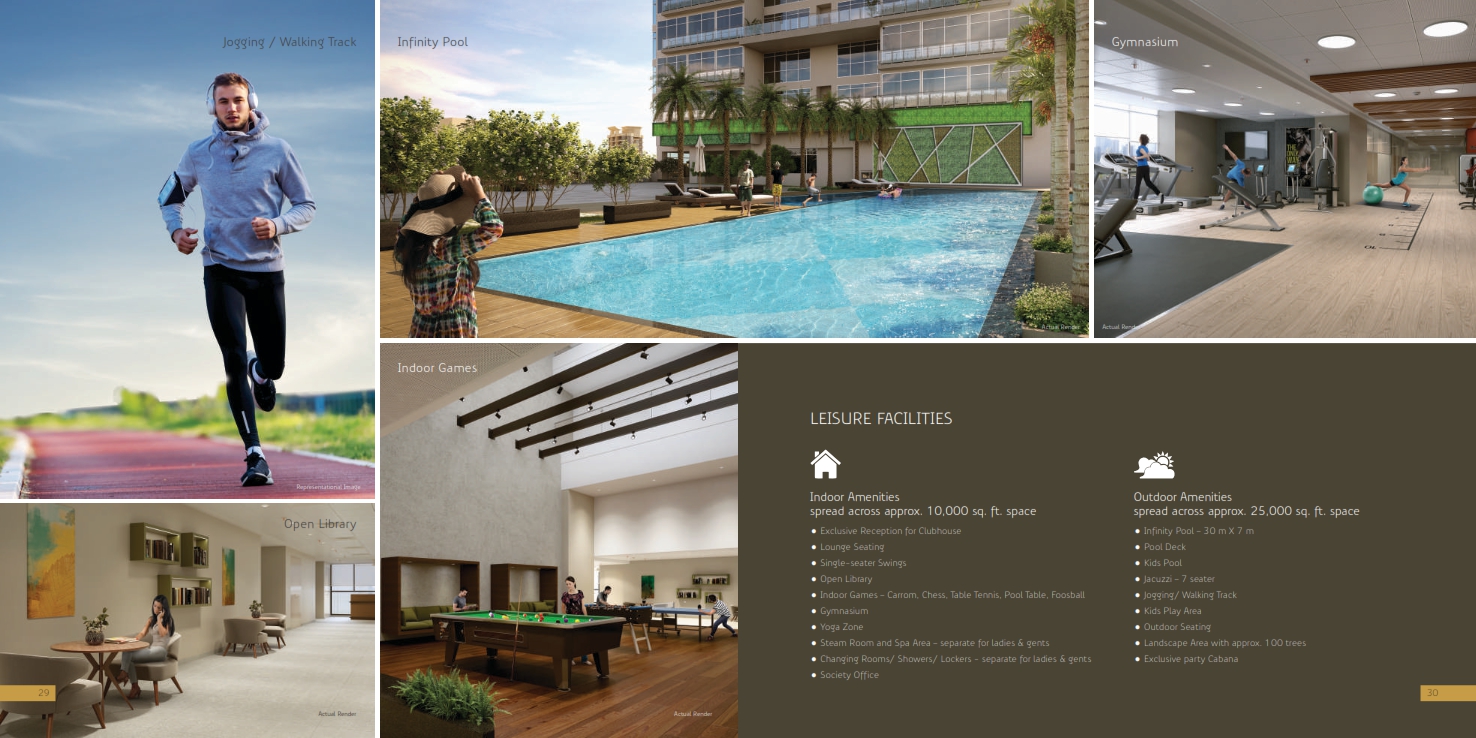 Jogging / Walking Track
Representational Image
Infinity Pool
Actual Render
Gymnasium
Actual Render
Open Library
29
Actual Render
Indoor Games
Actual Render
LEISURE FACILITIES
Indoor Amenities
spread across approx. 10,000 sq. ft. space
● Exclusive Reception for Clubhouse
● Lounge Seating
● Single-seater Swings
● Open Library
● Indoor Games – Carrom, Chess, Table Tennis, Pool Table, Foosball
● Gymnasium
● Yoga Zone
● Steam Room and Spa Area – separate for ladies & gents
● Changing Rooms/ Showers/ Lockers – separate for ladies & gents
● Society Office
Outdoor Amenities
spread across approx. 25,000 sq. ft. space
● Infinity Pool – 30 m X 7 m
● Pool Deck
● Kids Pool
● Jacuzzi – 7 seater
● Jogging/ Walking Track
● Kids Play Area
● Outdoor Seating
● Landscape Area with approx. 100 trees
● Exclusive party Cabana
30